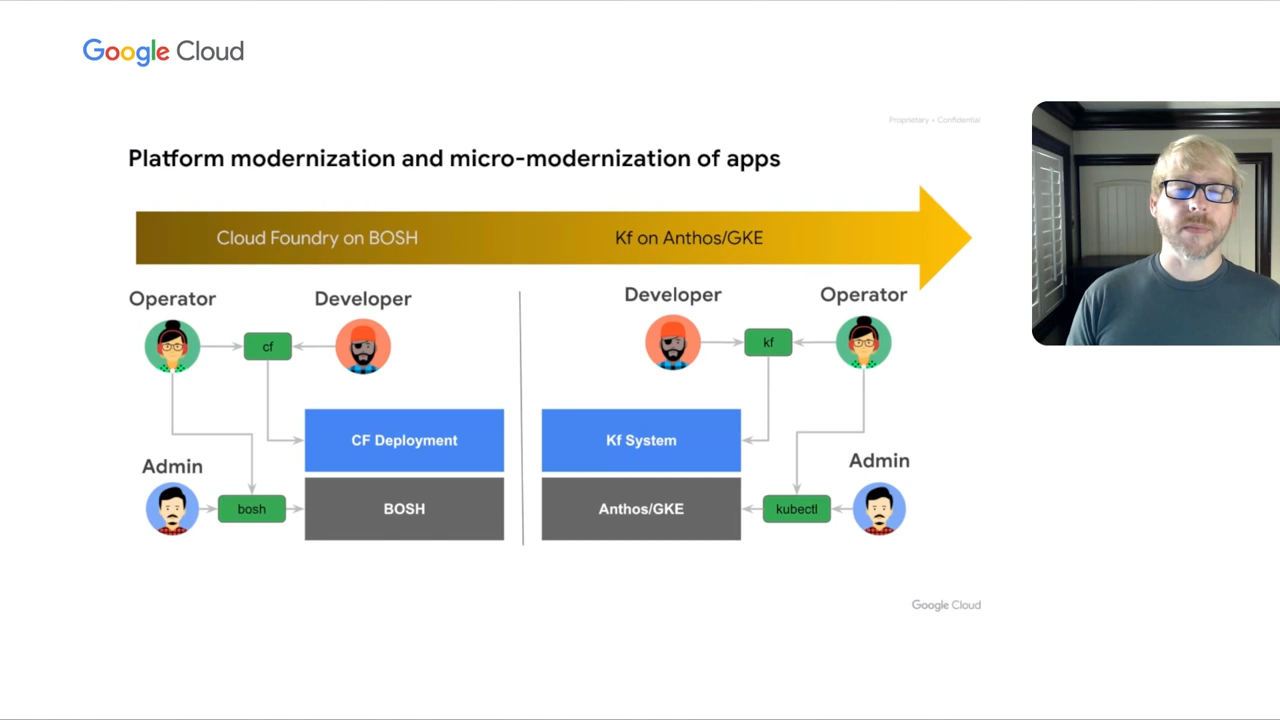 Google Cloud
Proprietary + Confidential
Platform modernization and micro-modernization of apps
Cloud Foundry on BOSH
Kf on Anthos/GKE
Operator
Developer
cf
CF Deployment
Admin
bosh
BOSH
Developer
Operator
kf
Kf System
Admin
Anthos/GKE
kubectl
Google Cloud